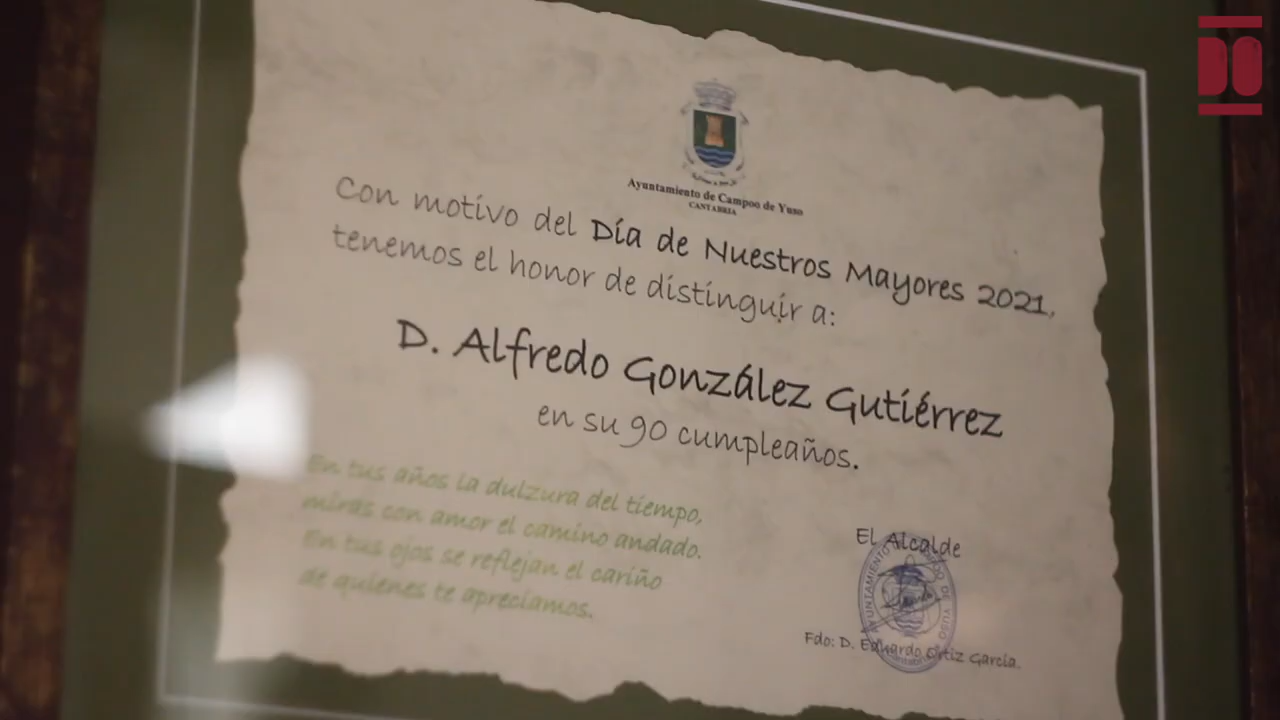 DO
Ayuntamiento de Campoo de Yuso
CANTABRIA
Con motivo del Día de Nuestros Mayores 2021,
tenemos el honor de distinguir a:
D. Alfredo González Gutiérrez
en su 90 cumpleaños.
En tus años la dulzura del tiempo,
miras con amor el camino andado.
En tus ojos se reflejan el cariño
de quienes te apreciamos.
El Alcalde
Fdo: D. Eduardo Ortiz García.